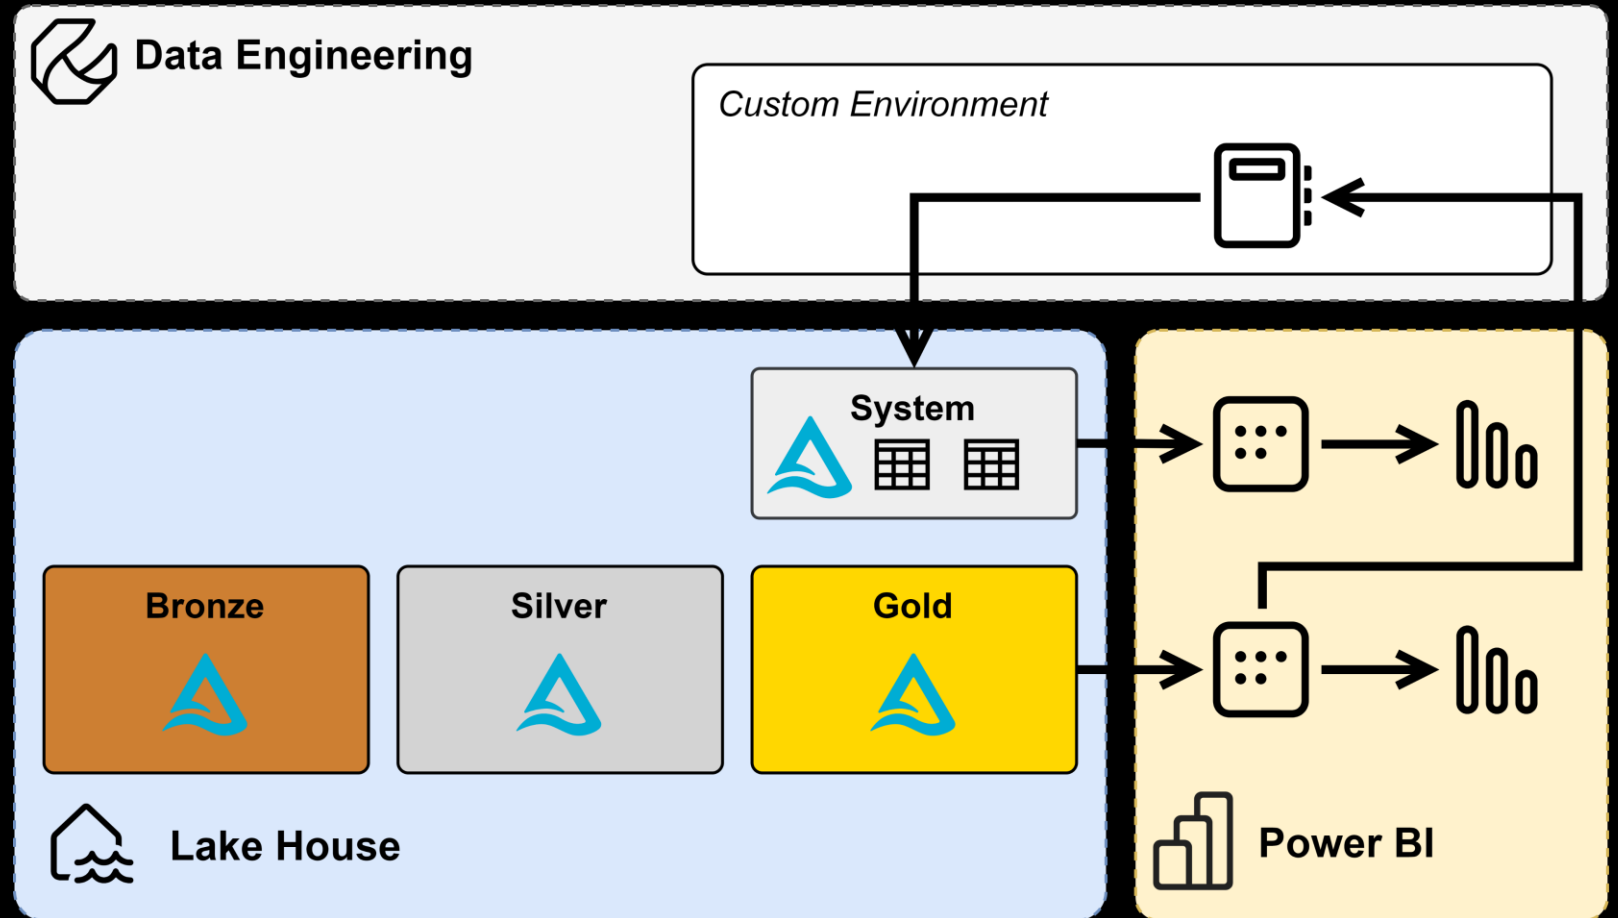 Data Engineering
Custom Environment
System
Bronze
Silver
Gold
Lake House
Power BI